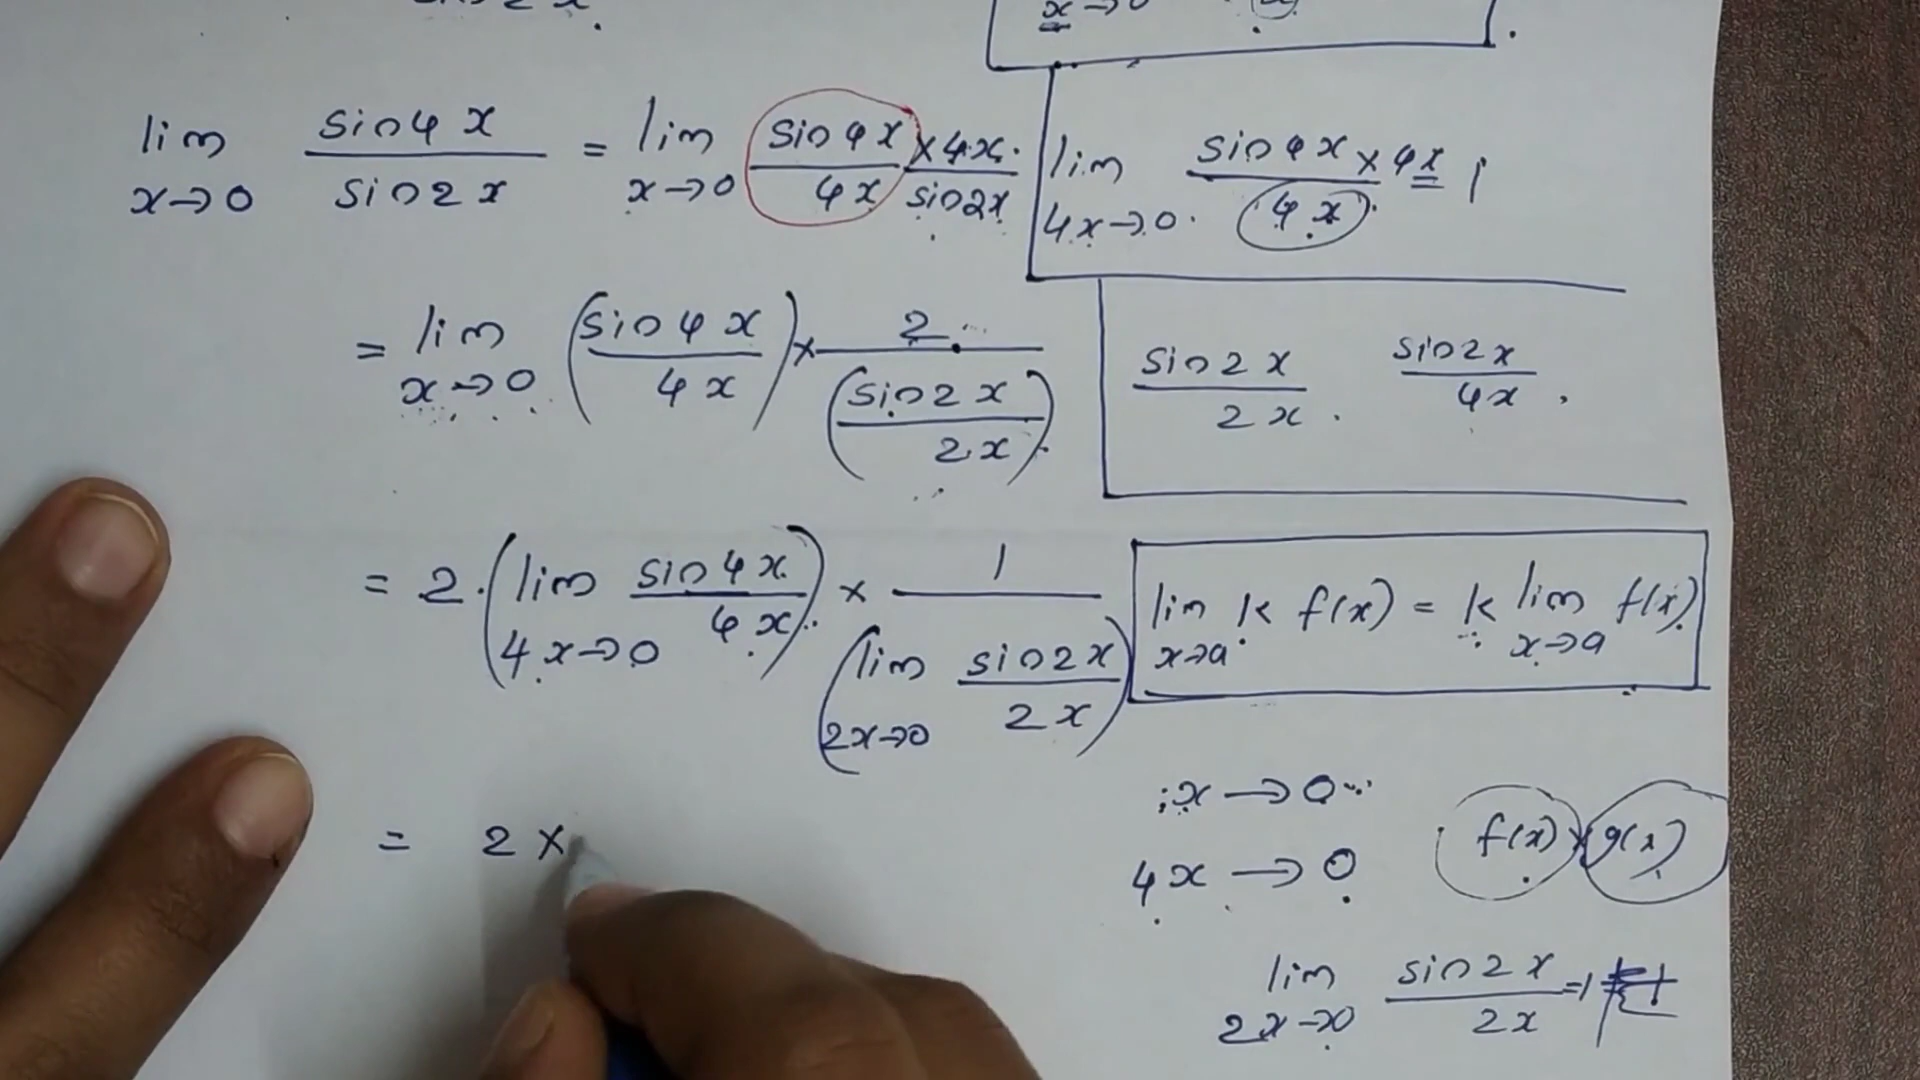 sin2x.
x→0
lim x→0 sin4x / sin2x = lim x→0 sin4x / 4x × 4x. / sin2x
lim 4x→0. sin4x / 4x × 4x = 1
= lim x→0 (sin4x / 4x) × 2 / (sin2x / 2x)
sin2x / 2x . sin2x / 4x .
= 2.(lim 4x→0 sin4x / 4x) × 1 / (lim 2x→0 sin2x / 2x)
lim x→a k f(x) = k lim x→a f(x)
x→0
4x→0
f(x) × g(x)
= 2 ×
lim 2x→0 sin2x / 2x = 1